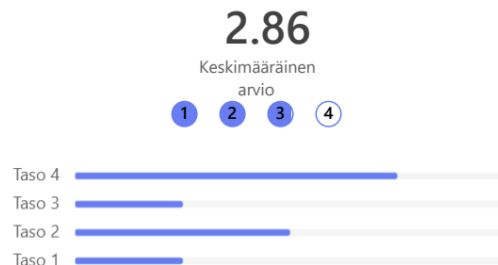 2.86
Keskimääräinen
arvio
1 2 3 4
Taso 4
Taso 3
Taso 2
Taso 1